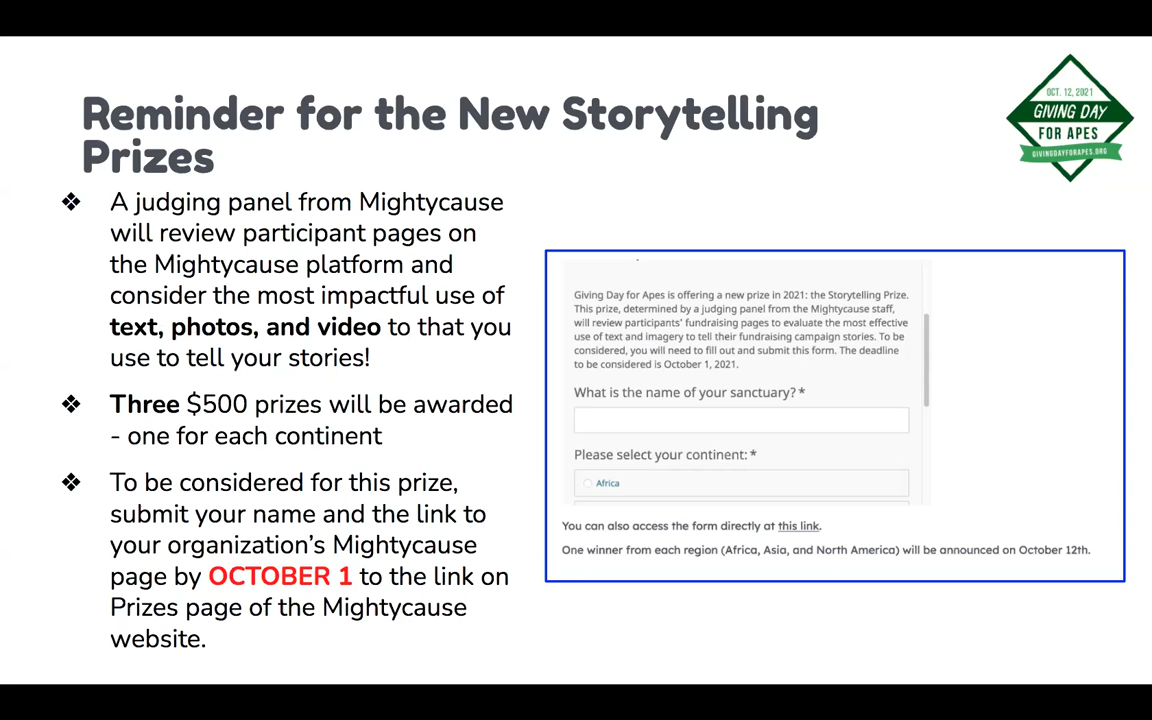 Reminder for the New Storytelling
Prizes
OCT. 12, 2021
GIVING DAY
FOR APES
GIVINGDAYFORAPES.ORG
❖ A judging panel from Mightycause
will review participant pages on
the Mightycause platform and
consider the most impactful use of
text, photos, and video to that you
use to tell your stories!
❖ Three $500 prizes will be awarded
- one for each continent
❖ To be considered for this prize,
submit your name and the link to
your organization's Mightycause
page by OCTOBER 1 to the link on
Prizes page of the Mightycause
website.
Giving Day for Apes is offering a new prize in 2021: the Storytelling Prize.
This prize, determined by a judging panel from the Mightycause staff,
will review participants' fundraising pages to evaluate the most effective
use of text and imagery to tell their fundraising campaign stories. To be
considered, you will need to fill out and submit this form. The deadline
to be considered is October 1, 2021.
What is the name of your sanctuary? *
Please select your continent: *
Africa
You can also access the form directly at this link.
One winner from each region (Africa, Asia, and North America) will be announced on October 12th.